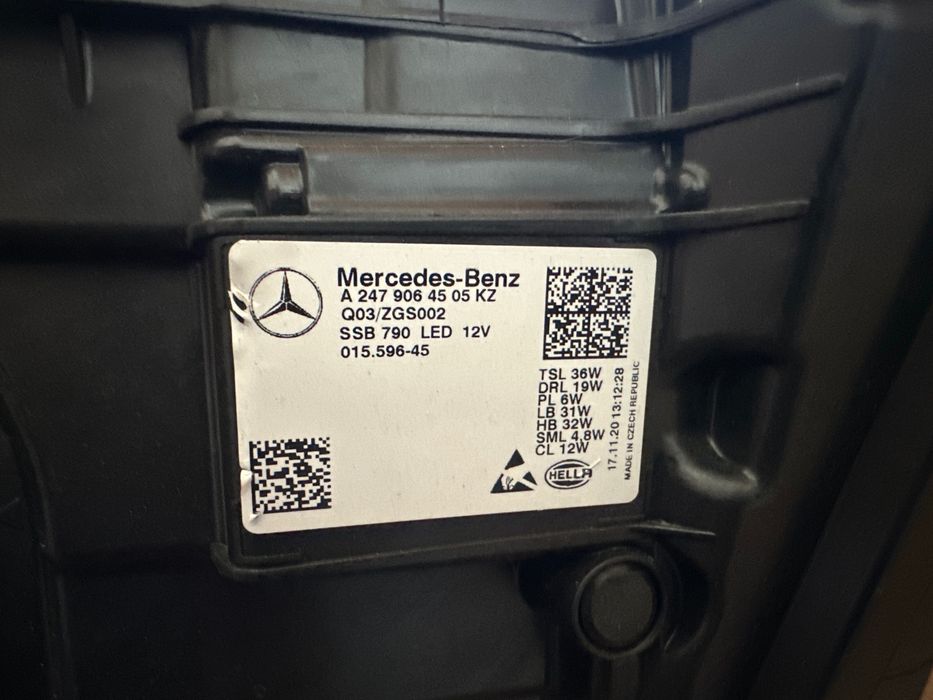 Mercedes-Benz
A 247 906 45 05 KZ
Q03/ZGS002
SSB 790 LED 12V
015.596-45
TSL 36W
DRL 19W
PL 6W
LB 31W
HB 32W
SML 4,8W
CL 12W
HELLA
17.11.20 13:12:28
MADE IN CZECH REPUBLIC